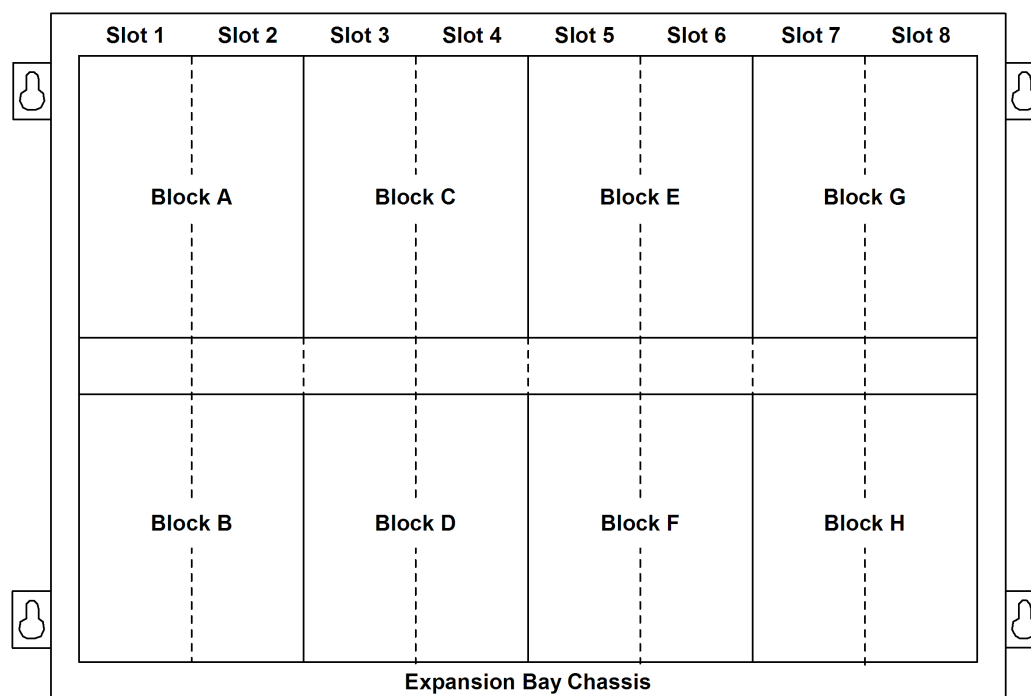 Slot 1 Slot 2 Slot 3 Slot 4 Slot 5 Slot 6 Slot 7 Slot 8
Block A Block C Block E Block G
Block B Block D Block F Block H
Expansion Bay Chassis